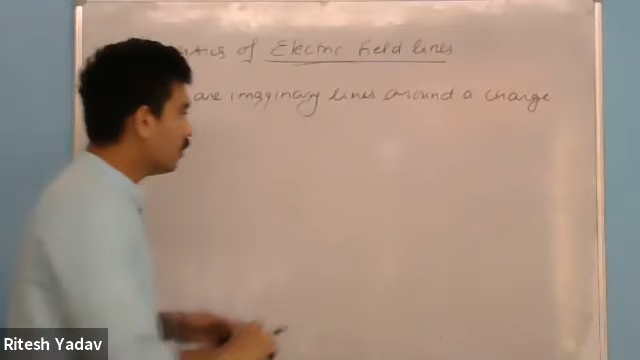 of Electric field lines
are imaginary lines around a charge
Ritesh Yadav